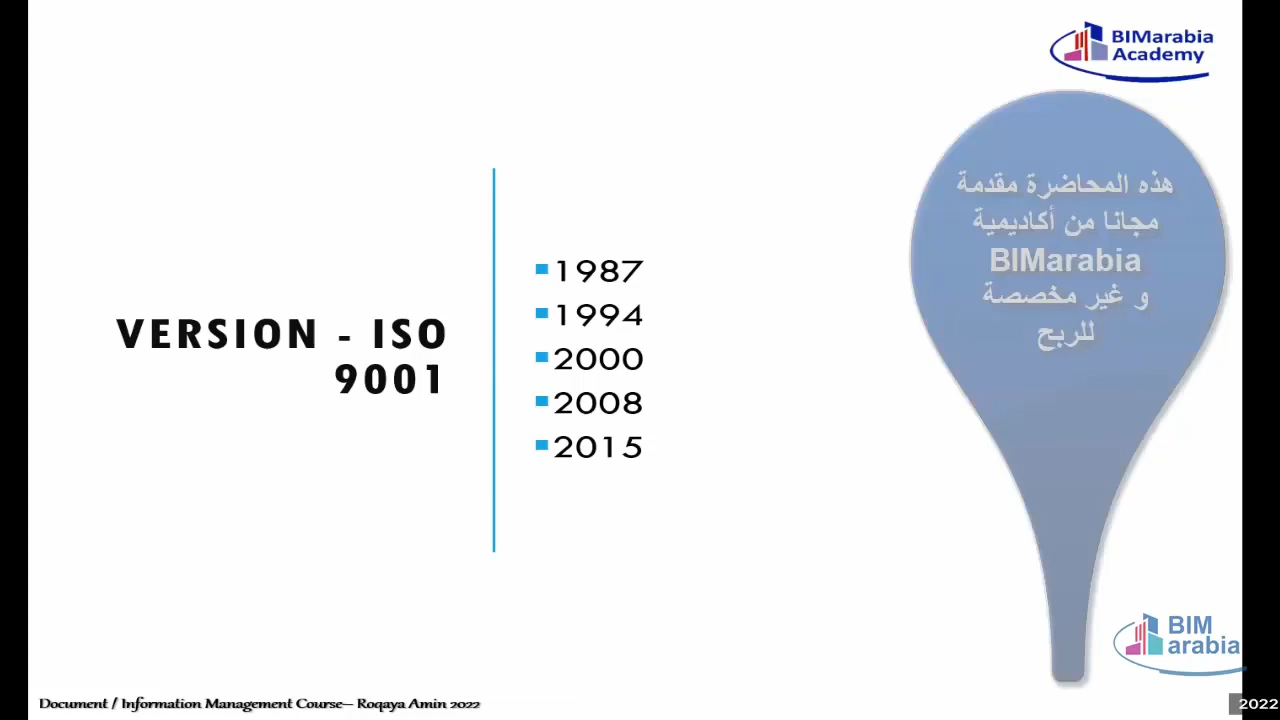 BIMarabia
Academy
هذه المحاضرة مقدمة
مجانا من أكاديمية
BIMarabia
و غير مخصصة
للربح
VERSION - ISO
9001
1987
1994
2000
2008
2015
BIM
arabia
Document / Information Management Course– Roqaya Amin 2022
2022